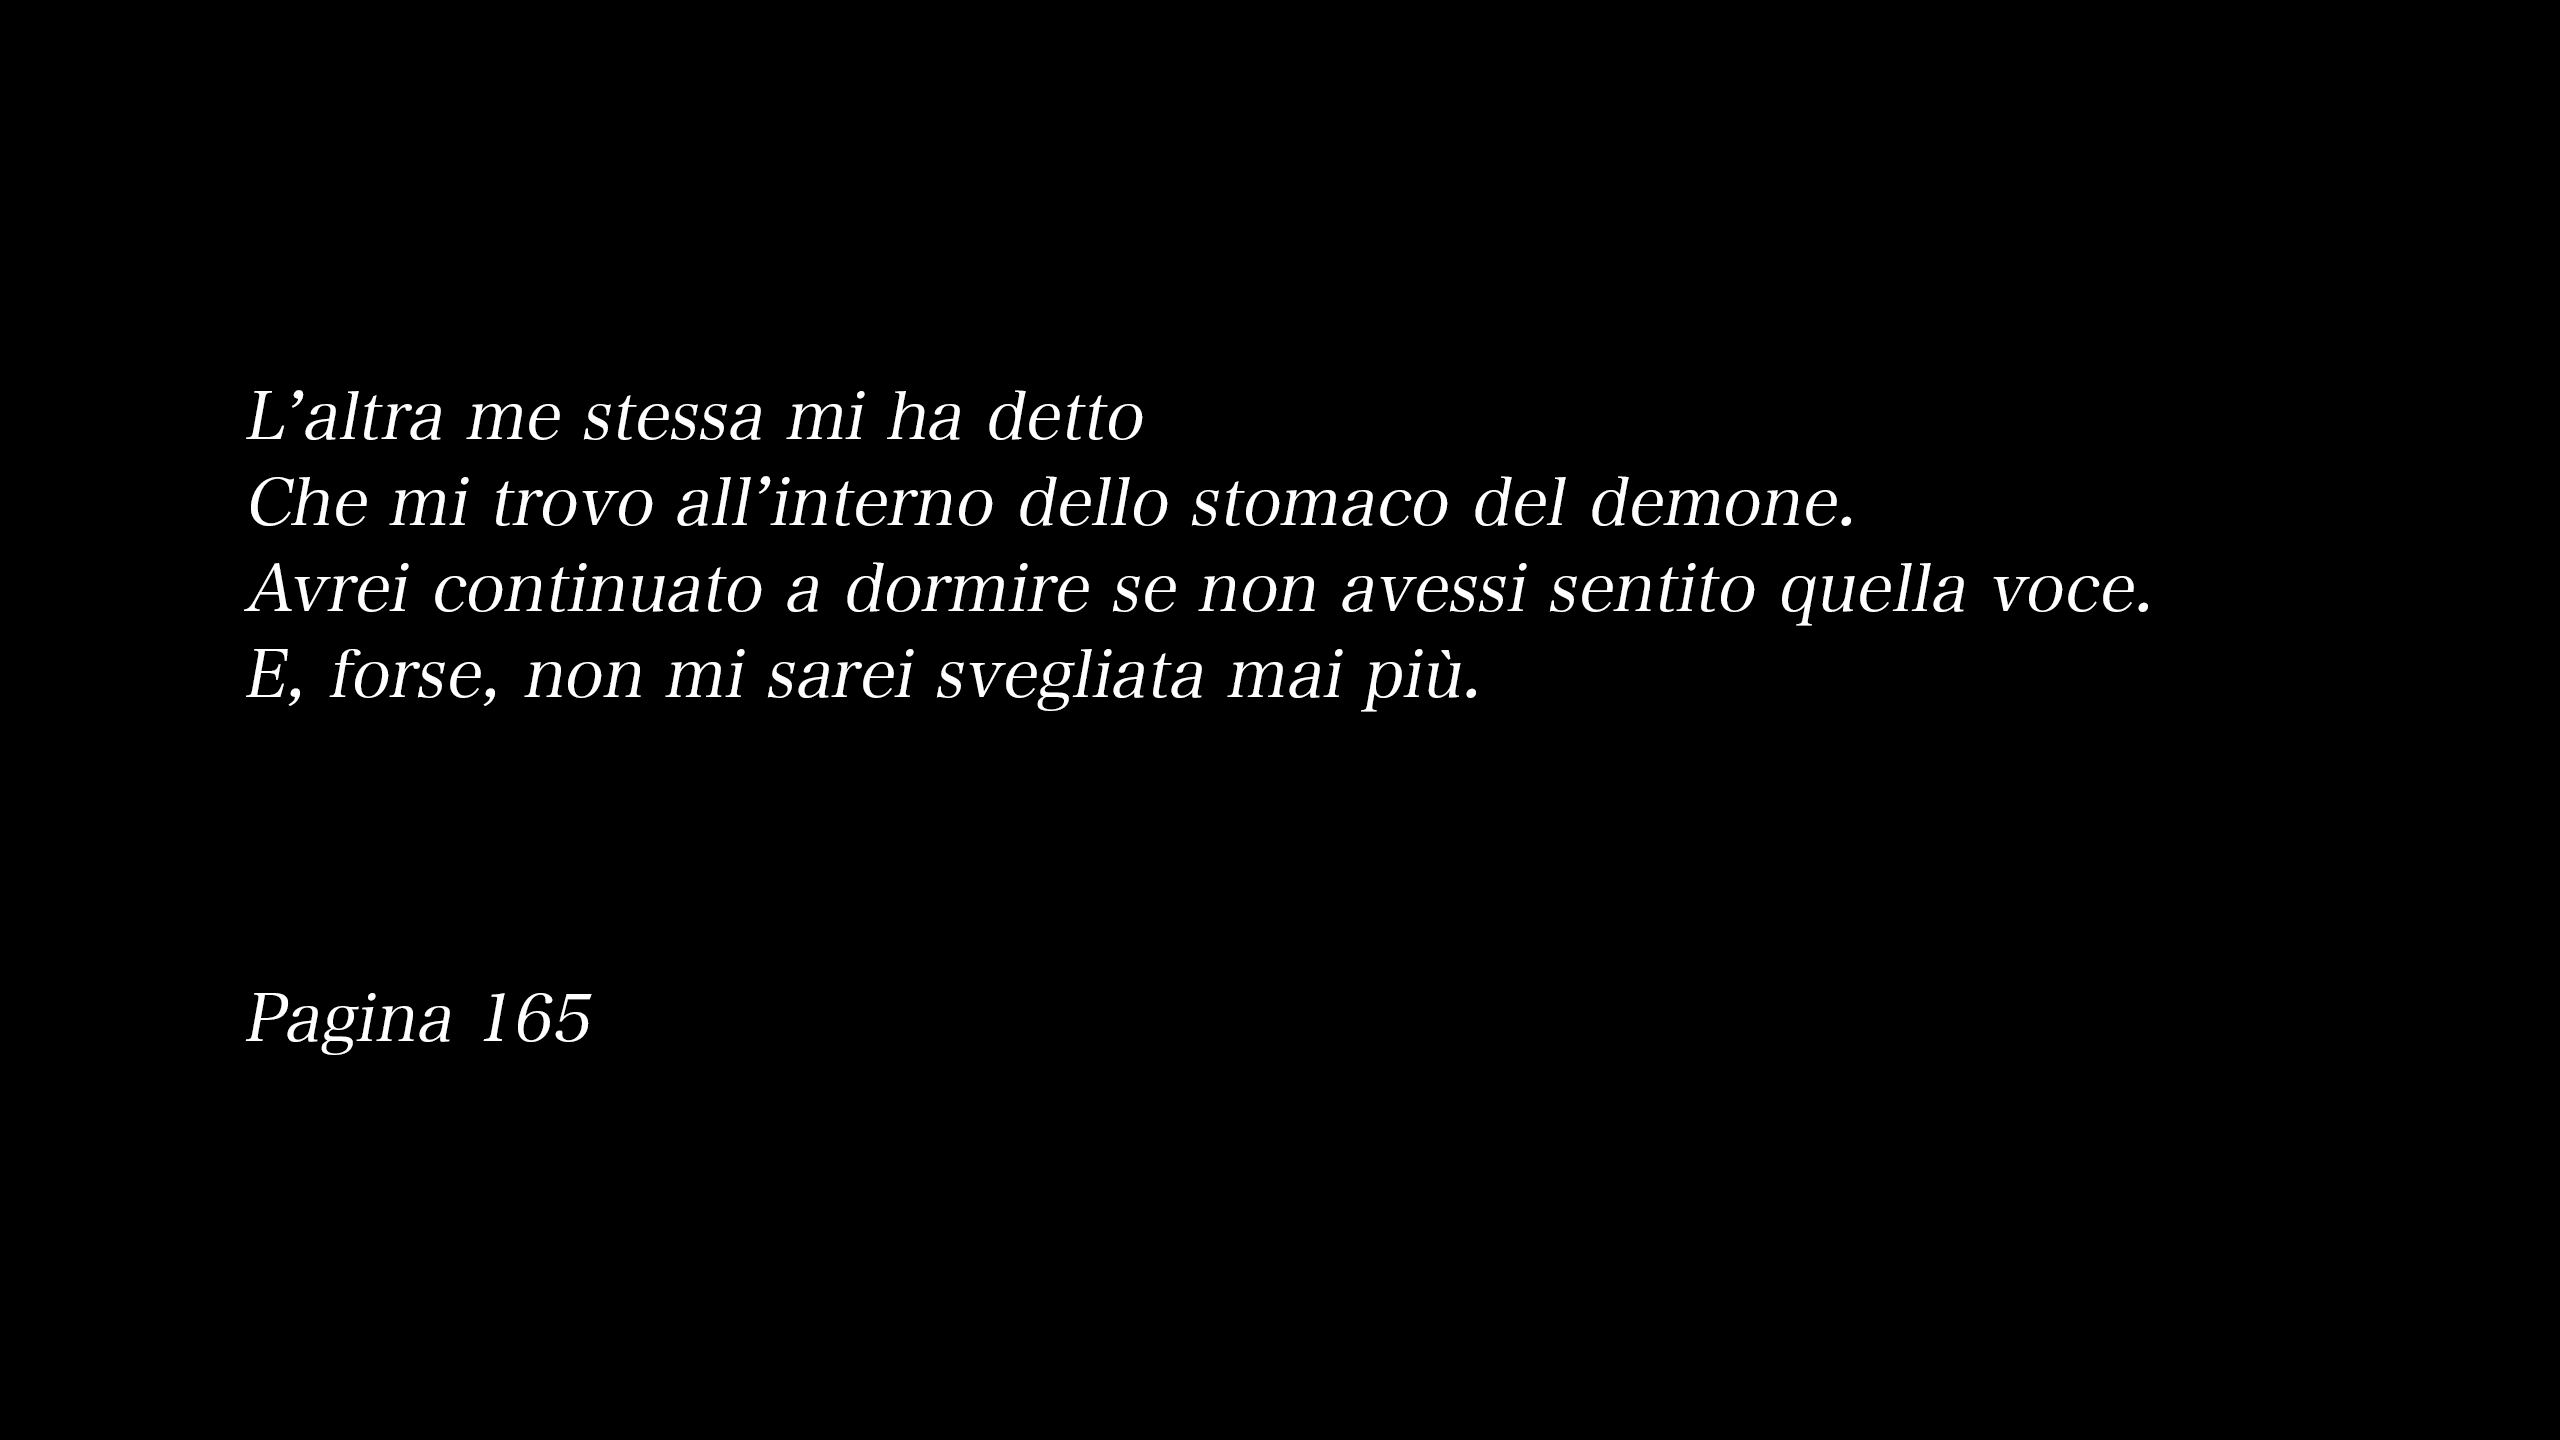 L’altra me stessa mi ha detto
Che mi trovo all’interno dello stomaco del demone.
Avrei continuato a dormire se non avessi sentito quella voce.
E, forse, non mi sarei svegliata mai più.
Pagina 165